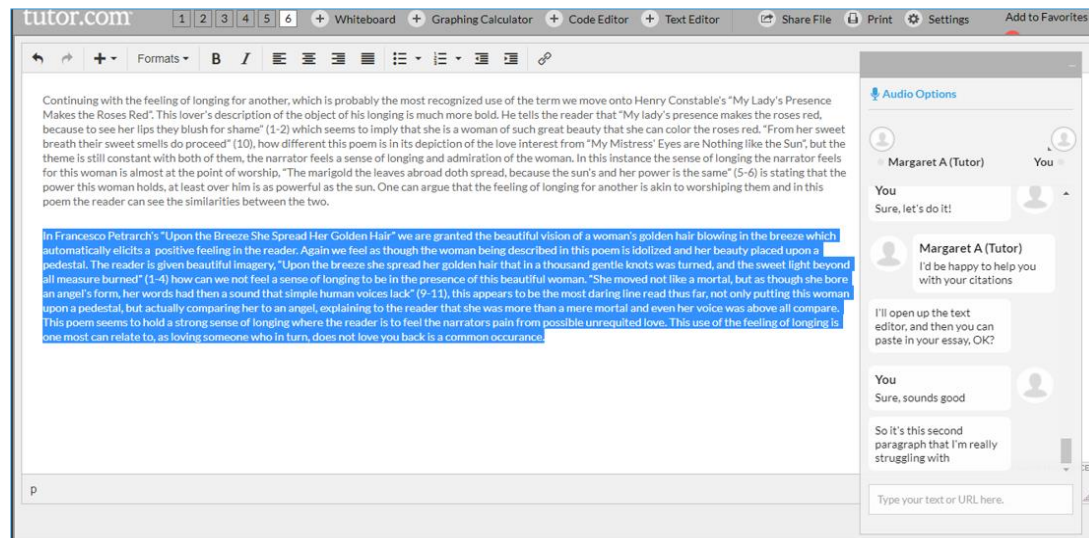 tutor.com
1 2 3 4 5 6 + Whiteboard + Graphing Calculator + Code Editor + Text Editor Share File Print Settings Add to Favorites
Formats B I
Continuing with the feeling of longing for another, which is probably the most recognized use of the term we move onto Henry Constable's "My Lady's Presence
Makes the Roses Red". This lover's description of the object of his longing is much more bold. He tells the reader that "My lady's presence makes the roses red,
because to see her lips they blush for shame" (1-2) which seems to imply that she is a woman of such great beauty that she can color the roses red. "From her sweet
breath their sweet smells do proceed" (10), how different this poem is in its depiction of the love interest from "My Mistress' Eyes are Nothing like the Sun", but the
theme is still constant with both of them, the narrator feels a sense of longing and admiration of the woman. In this instance the sense of longing the narrator feels
for this woman is almost at the point of worship, "The marigold the leaves abroad doth spread, because the sun's and her power is the same" (5-6) is stating that the
power this woman holds, at least over him is as powerful as the sun. One can argue that the feeling of longing for another is akin to worshiping them and in this
poem the reader can see the similarities between the two.
In Francesco Petrarch's "Upon the Breeze She Spread Her Golden Hair" we are granted the beautiful vision of a woman's golden hair blowing in the breeze which
automatically elicits a positive feeling in the reader. Again we feel as though the woman being described in this poem is idolized and her beauty placed upon a
pedestal. The reader is given beautiful imagery, "Upon the breeze she spread her golden hair that in a thousand gentle knots was turned, and the sweet light beyond
all measure burned" (1-4) how can we not feel a sense of longing to be in the presence of this beautiful woman. "She moved not like a mortal, but as though she bore
an angel's form, her words had then a sound that simple human voices lack" (9-11), this appears to be the most daring line read thus far, not only putting this woman
upon a pedestal, but actually comparing her to an angel, explaining to the reader that she was more than a mere mortal and even her voice was above all compare.
This poem seems to hold a strong sense of longing where the reader is to feel the narrators pain from possible unrequited love. This use of the feeling of longing is
one most can relate to, as loving someone who in turn, does not love you back is a common occurance.
p
Audio Options
Margaret A (Tutor) You
You
Sure, let's do it!
Margaret A (Tutor)
I'd be happy to help you
with your citations
I'll open up the text
editor, and then you can
paste in your essay, OK?
You
Sure, sounds good
So it's this second
paragraph that I'm really
struggling with
Type your text or URL here.